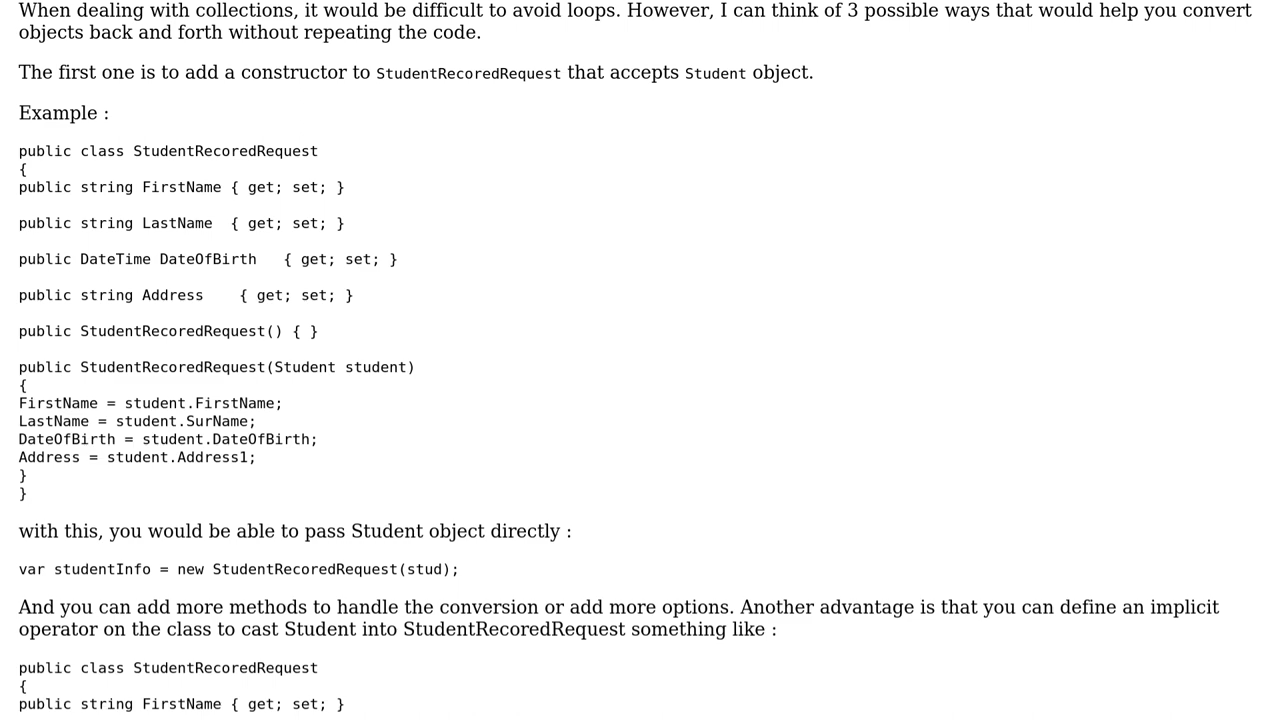 When dealing with collections, it would be difficult to avoid loops. However, I can think of 3 possible ways that would help you convert
objects back and forth without repeating the code.
The first one is to add a constructor to StudentRecoredRequest that accepts Student object.
Example :
public class StudentRecoredRequest
{
public string FirstName { get; set; }
public string LastName  { get; set; }
public DateTime DateOfBirth   { get; set; }
public string Address    { get; set; }
public StudentRecoredRequest() { }
public StudentRecoredRequest(Student student)
{
FirstName = student.FirstName;
LastName = student.SurName;
DateOfBirth = student.DateOfBirth;
Address = student.Address1;
}
}
with this, you would be able to pass Student object directly :
var studentInfo = new StudentRecoredRequest(stud);
And you can add more methods to handle the conversion or add more options. Another advantage is that you can define an implicit
operator on the class to cast Student into StudentRecoredRequest something like :
public class StudentRecoredRequest
{
public string FirstName { get; set; }